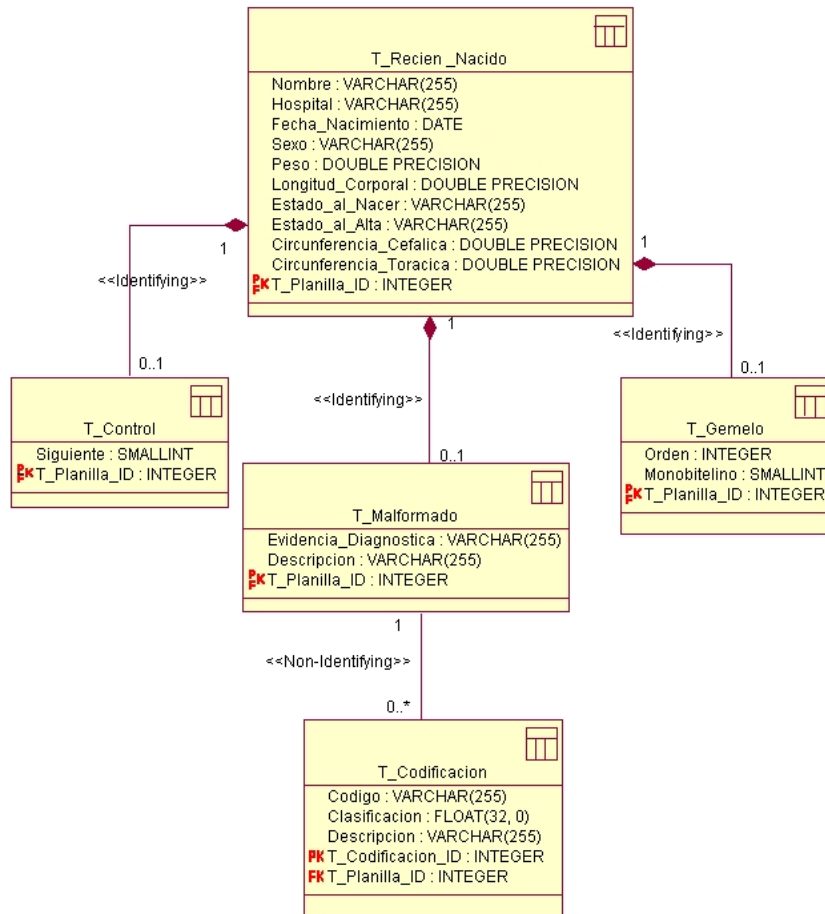 T_Recien _Nacido
Nombre : VARCHAR(255)
Hospital : VARCHAR(255)
Fecha_Nacimiento : DATE
Sexo : VARCHAR(255)
Peso : DOUBLE PRECISION
Longitud_Corporal : DOUBLE PRECISION
Estado_al_Nacer : VARCHAR(255)
Estado_al_Alta : VARCHAR(255)
Circunferencia_Cefalica : DOUBLE PRECISION
Circunferencia_Toracica : DOUBLE PRECISION
PFK T_Planilla_ID : INTEGER
1
<<Identifying>>
0..1
1
<<Identifying>>
0..1
1
<<Identifying>>
0..1
T_Control
Siguiente : SMALLINT
PFK T_Planilla_ID : INTEGER
T_Malformado
Evidencia_Diagnostica : VARCHAR(255)
Descripcion : VARCHAR(255)
PFK T_Planilla_ID : INTEGER
T_Gemelo
Orden : INTEGER
Monobitelino : SMALLINT
PFK T_Planilla_ID : INTEGER
1
<<Non-Identifying>>
0..*
T_Codificacion
Codigo : VARCHAR(255)
Clasificacion : FLOAT(32, 0)
Descripcion : VARCHAR(255)
PK T_Codificacion_ID : INTEGER
FK T_Planilla_ID : INTEGER